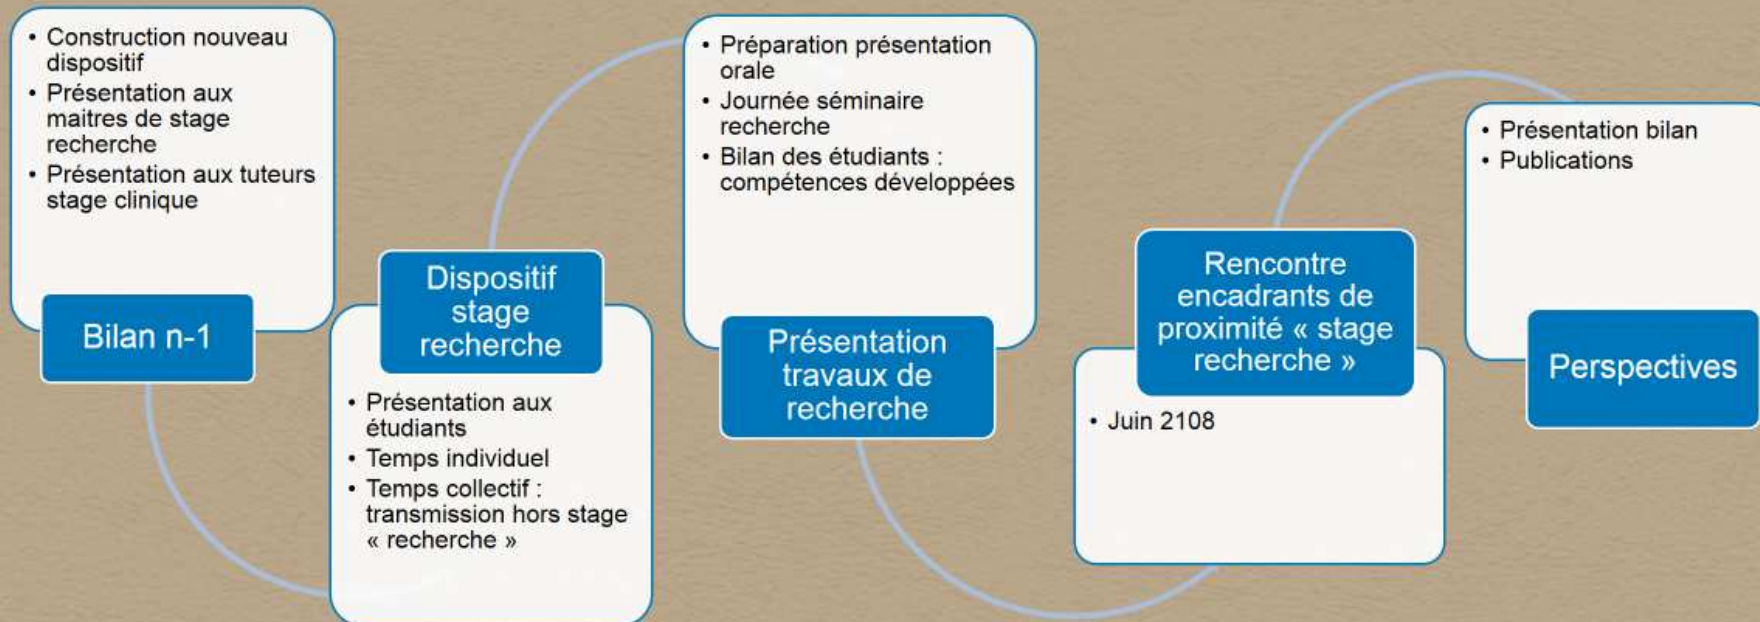 • Construction nouveau
dispositif
• Présentation aux
maitres de stage
recherche
• Présentation aux tuteurs
stage clinique
Bilan n-1
Dispositif
stage
recherche
• Présentation aux
étudiants
• Temps individuel
• Temps collectif :
transmission hors stage
« recherche »
• Préparation présentation
orale
• Journée séminaire
recherche
• Bilan des étudiants :
compétences développées
Présentation
travaux de
recherche
Rencontre
encadrants de
proximité « stage
recherche »
• Juin 2108
• Présentation bilan
• Publications
Perspectives